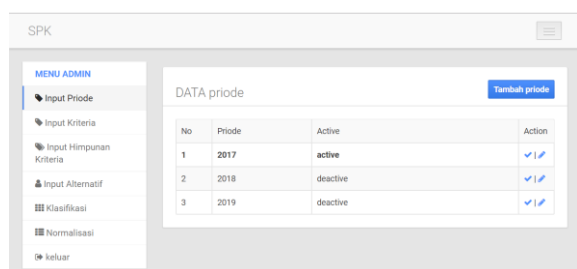 SPK
MENU ADMIN
Input Priode
Input Kriteria
Input Himpunan
Kriteria
Input Alternatif
Klasifikasi
Normalisasi
keluar
DATA priode
Tambah priode
No Priode Active Action
1 2017 active |
2 2018 deactive |
3 2019 deactive |